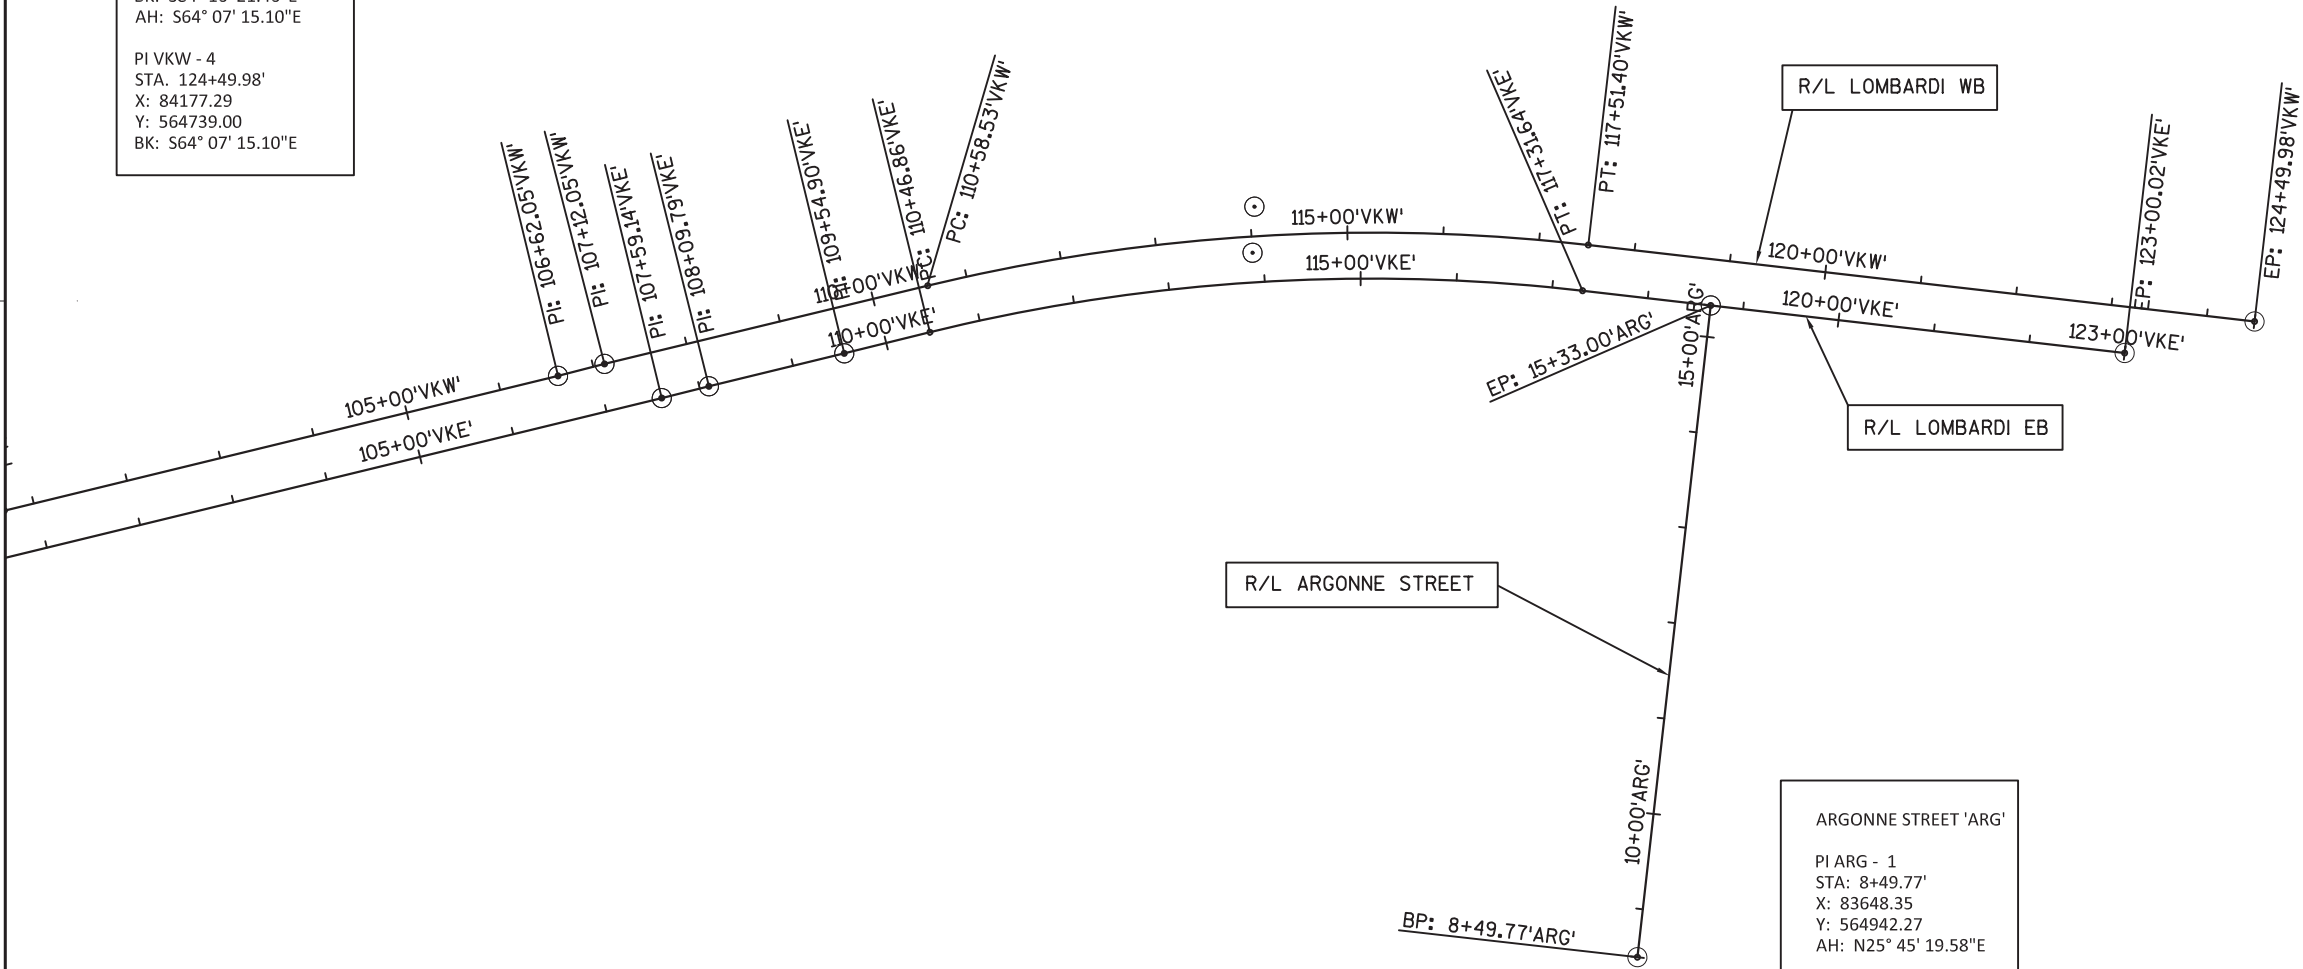 AH: S64° 07' 15.10"E
PI VKW - 4
STA. 124+49.98'
X: 84177.29
Y: 564739.00
BK: S64° 07' 15.10"E
PI: 106+62.05'VKW'
PI: 107+12.05'VKW'
PI: 107+59.14'VKE'
PI: 108+09.79'VKE'
PI: 109+54.90'VKE'
PC: 110+46.86'VKE'
PC: 110+58.53'VKW'
PT: 117+31.64'VKE'
PT: 117+51.40'VKW'
R/L LOMBARDI WB
EP: 123+00.02'VKE'
EP: 124+49.98'VKW'
105+00'VKW'
110+00'VKW'
115+00'VKW'
120+00'VKW'
105+00'VKE'
110+00'VKE'
115+00'VKE'
120+00'VKE'
123+00'VKE'
EP: 15+33.00'ARG'
15+00'ARG'
R/L LOMBARDI EB
R/L ARGONNE STREET
10+00'ARG'
BP: 8+49.77'ARG'
ARGONNE STREET 'ARG'
PI ARG - 1
STA: 8+49.77'
X: 83648.35
Y: 564942.27
AH: N25° 45' 19.58"E